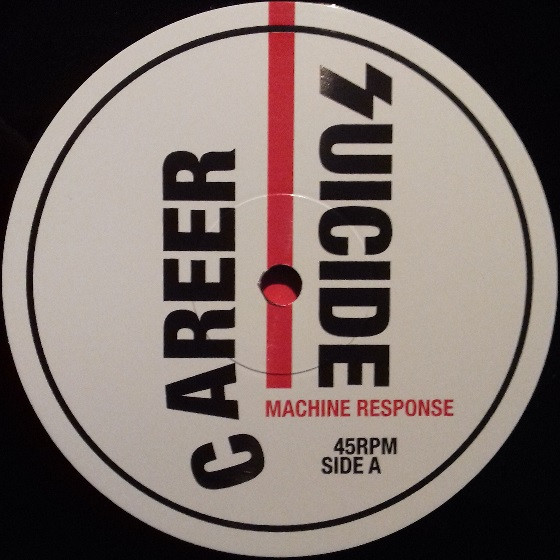 CAREER
SUICIDE
MACHINE RESPONSE
45RPM
SIDE A